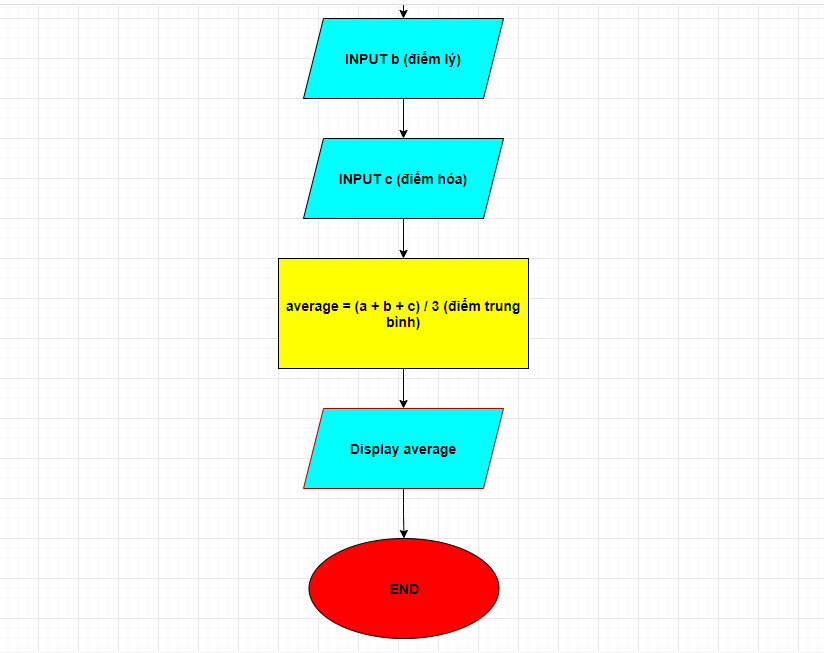 INPUT b (điểm lý)
INPUT c (điểm hóa)
average = (a + b + c) / 3 (điểm trung
bình)
Display average
END